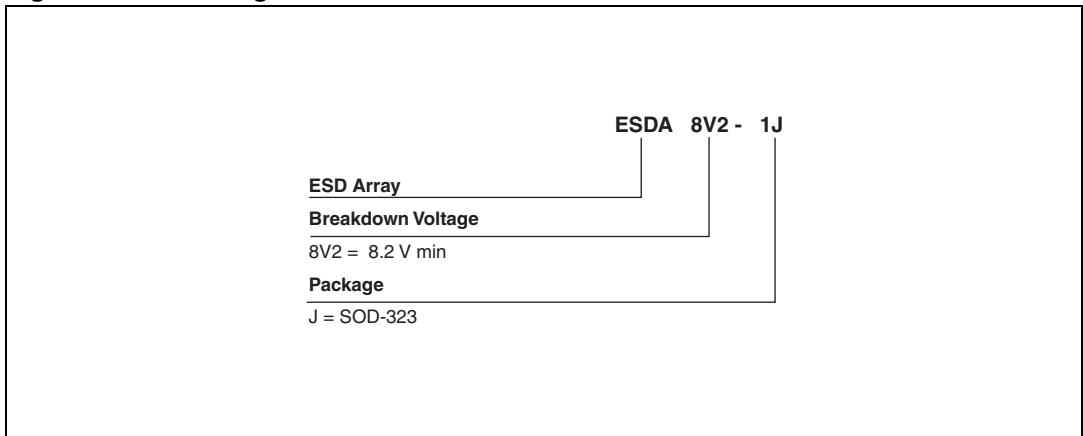 ESDA 8V2 - 1J
ESD Array
Breakdown Voltage
8V2 = 8.2 V min
Package
J = SOD-323